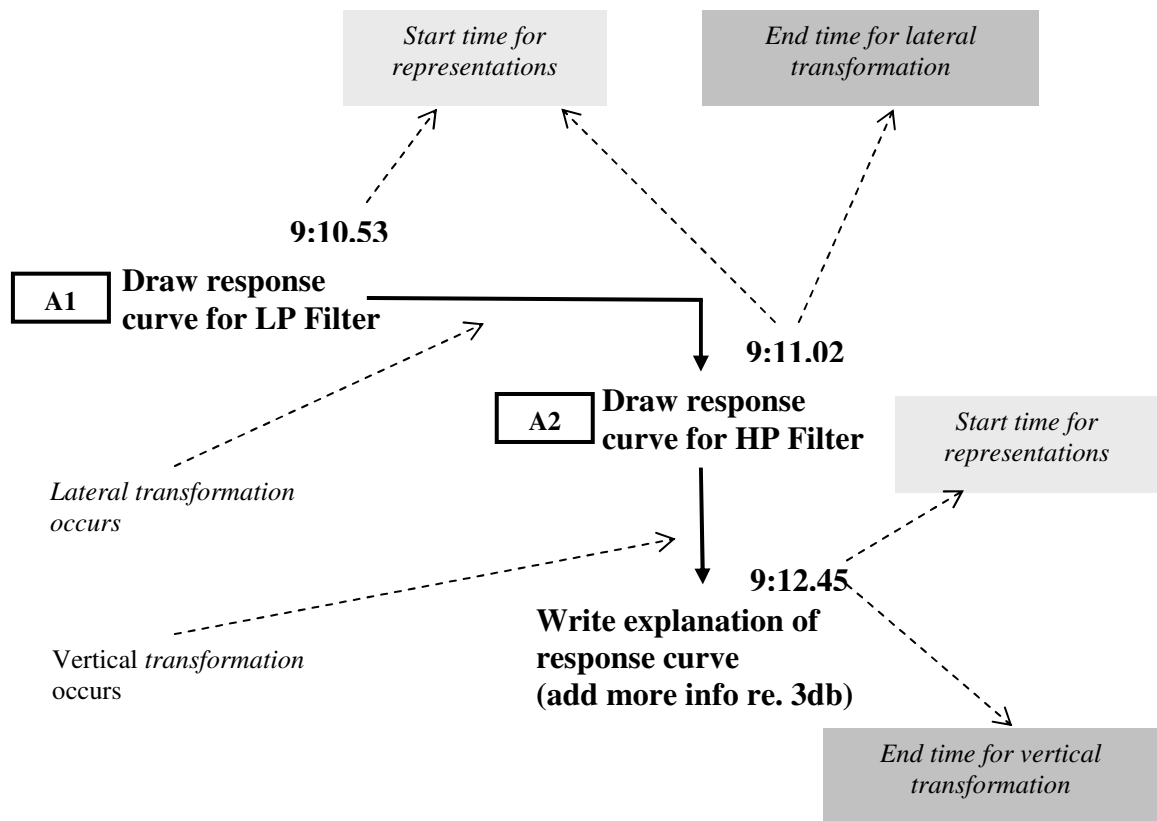 Start time for
representations
End time for lateral
transformation
9:10.53
A1
Draw response
curve for LP Filter
9:11.02
A2
Draw response
curve for HP Filter
Start time for
representations
Lateral transformation
occurs
9:12.45
Write explanation of
response curve
(add more info re. 3db)
Vertical transformation
occurs
End time for vertical
transformation